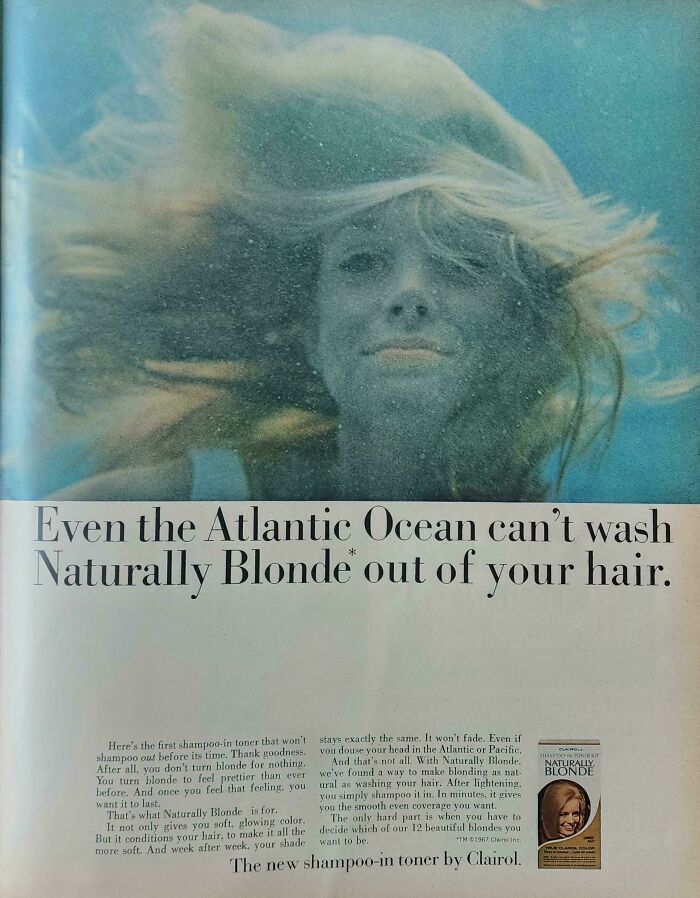 Even the Atlantic Ocean can't wash
Naturally Blonde* out of your hair.
Here's the first shampoo-in toner that won't
shampoo out before its time. Thank goodness.
After all, you don't turn blonde for nothing.
You turn blonde to feel prettier than ever
before. And once you feel that feeling, you
want it to last.
That's what Naturally Blonde is for.
It not only gives you soft, glowing color.
But it conditions your hair, to make it all the
more soft. And week after week, your shade
stays exactly the same. It won't fade. Even if
you douse your head in the Atlantic or Pacific.
And that's not all. With Naturally Blonde,
we've found a way to make blonding as nat-
ural as washing your hair. After lightening,
you simply shampoo it in. In minutes, it gives
you the smooth even coverage you want.
The only hard part is when you have to
decide which of our 12 beautiful blondes you
want to be.
*TM ©1967 Clairol Inc.
CLAIROL
SHAMPOO-IN TONER KIT
NATURALLY
BLONDE
TRUE CLAIROL COLOR
The new shampoo-in toner by Clairol.